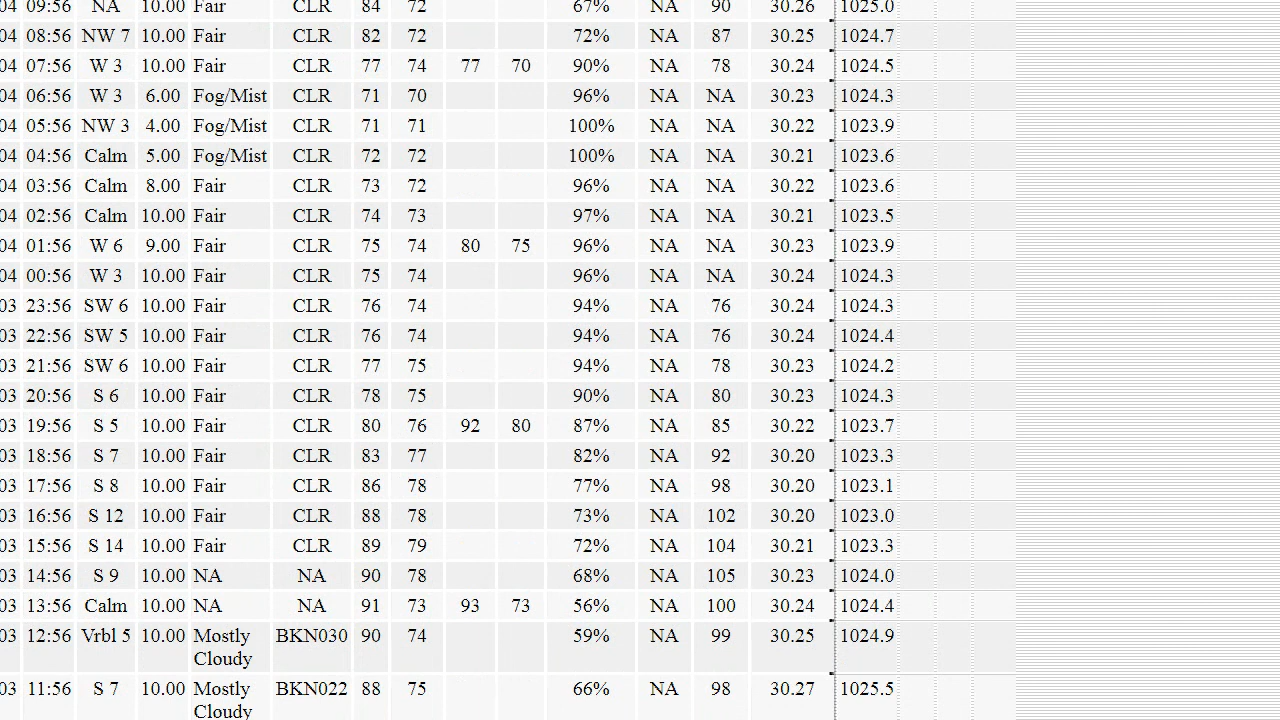 04 09:56 NA 10.00 Fair CLR 84 72 67% NA 90 30.26 1025.0
04 08:56 NW 7 10.00 Fair CLR 82 72 72% NA 87 30.25 1024.7
04 07:56 W 3 10.00 Fair CLR 77 74 77 70 90% NA 78 30.24 1024.5
04 06:56 W 3 6.00 Fog/Mist CLR 71 70 96% NA NA 30.23 1024.3
04 05:56 NW 3 4.00 Fog/Mist CLR 71 71 100% NA NA 30.22 1023.9
04 04:56 Calm 5.00 Fog/Mist CLR 72 72 100% NA NA 30.21 1023.6
04 03:56 Calm 8.00 Fair CLR 73 72 96% NA NA 30.22 1023.6
04 02:56 Calm 10.00 Fair CLR 74 73 97% NA NA 30.21 1023.5
04 01:56 W 6 9.00 Fair CLR 75 74 80 75 96% NA NA 30.23 1023.9
04 00:56 W 3 10.00 Fair CLR 75 74 96% NA NA 30.24 1024.3
03 23:56 SW 6 10.00 Fair CLR 76 74 94% NA 76 30.24 1024.3
03 22:56 SW 5 10.00 Fair CLR 76 74 94% NA 76 30.24 1024.4
03 21:56 SW 6 10.00 Fair CLR 77 75 94% NA 78 30.23 1024.2
03 20:56 S 6 10.00 Fair CLR 78 75 90% NA 80 30.23 1024.3
03 19:56 S 5 10.00 Fair CLR 80 76 92 80 87% NA 85 30.22 1023.7
03 18:56 S 7 10.00 Fair CLR 83 77 82% NA 92 30.20 1023.3
03 17:56 S 8 10.00 Fair CLR 86 78 77% NA 98 30.20 1023.1
03 16:56 S 12 10.00 Fair CLR 88 78 73% NA 102 30.20 1023.0
03 15:56 S 14 10.00 Fair CLR 89 79 72% NA 104 30.21 1023.3
03 14:56 S 9 10.00 NA NA 90 78 68% NA 105 30.23 1024.0
03 13:56 Calm 10.00 NA NA 91 73 93 73 56% NA 100 30.24 1024.4
03 12:56 Vrbl 5 10.00 Mostly BKN030 90 74 59% NA 99 30.25 1024.9
Cloudy
03 11:56 S 7 10.00 Mostly BKN022 88 75 66% NA 98 30.27 1025.5
Cloudy